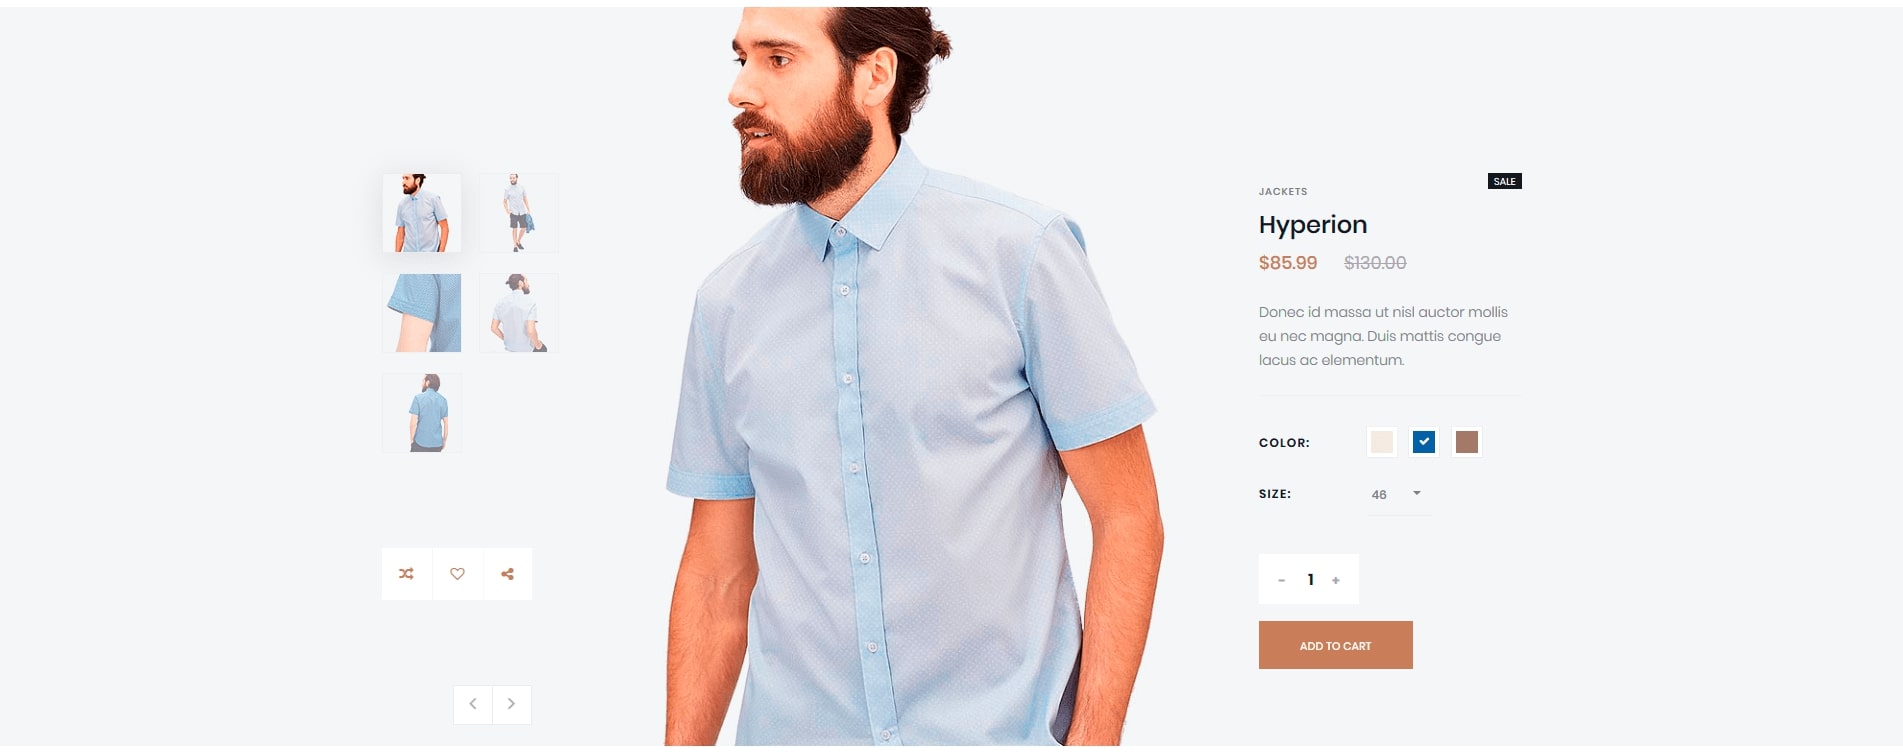 SALE
JACKETS
Hyperion
$85.99 $130.00
Donec id massa ut nisl auctor mollis
eu nec magna. Duis mattis congue
lacus ac elementum.
COLOR:
SIZE: 46
- 1 +
ADD TO CART